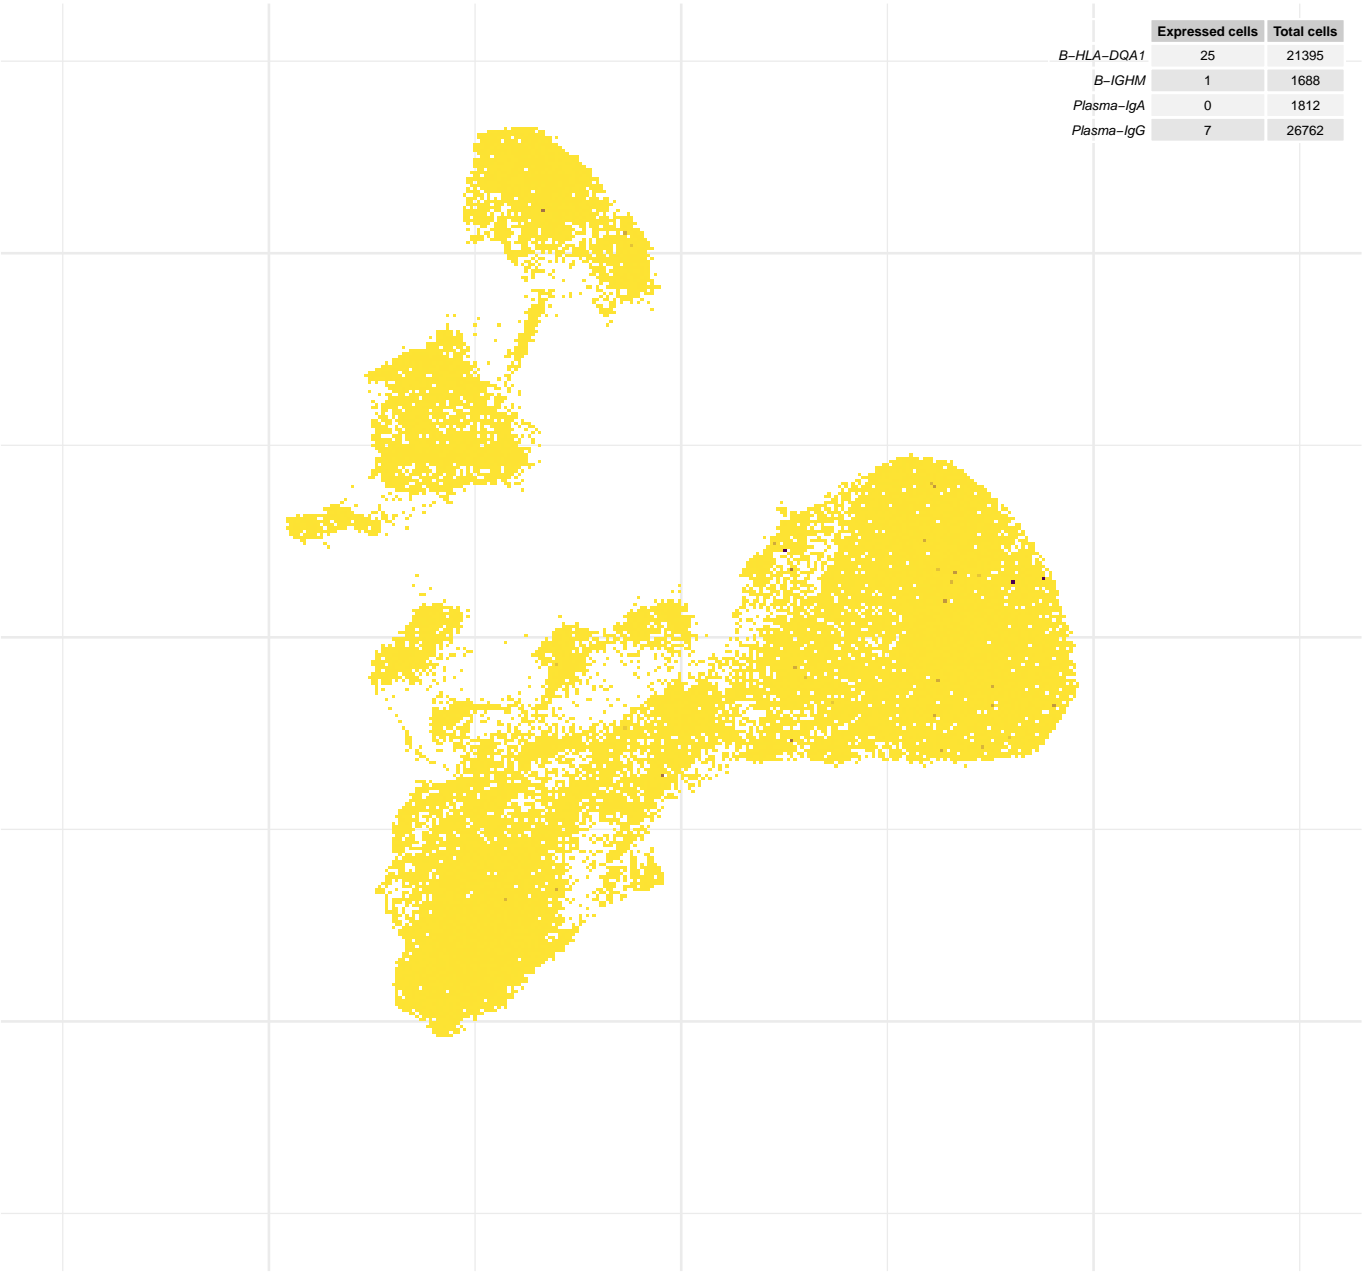 Expressed cells Total cells
B−HLA−DQA1 25 21395
B−IGHM 1 1688
Plasma−IgA 0 1812
Plasma−IgG 7 26762